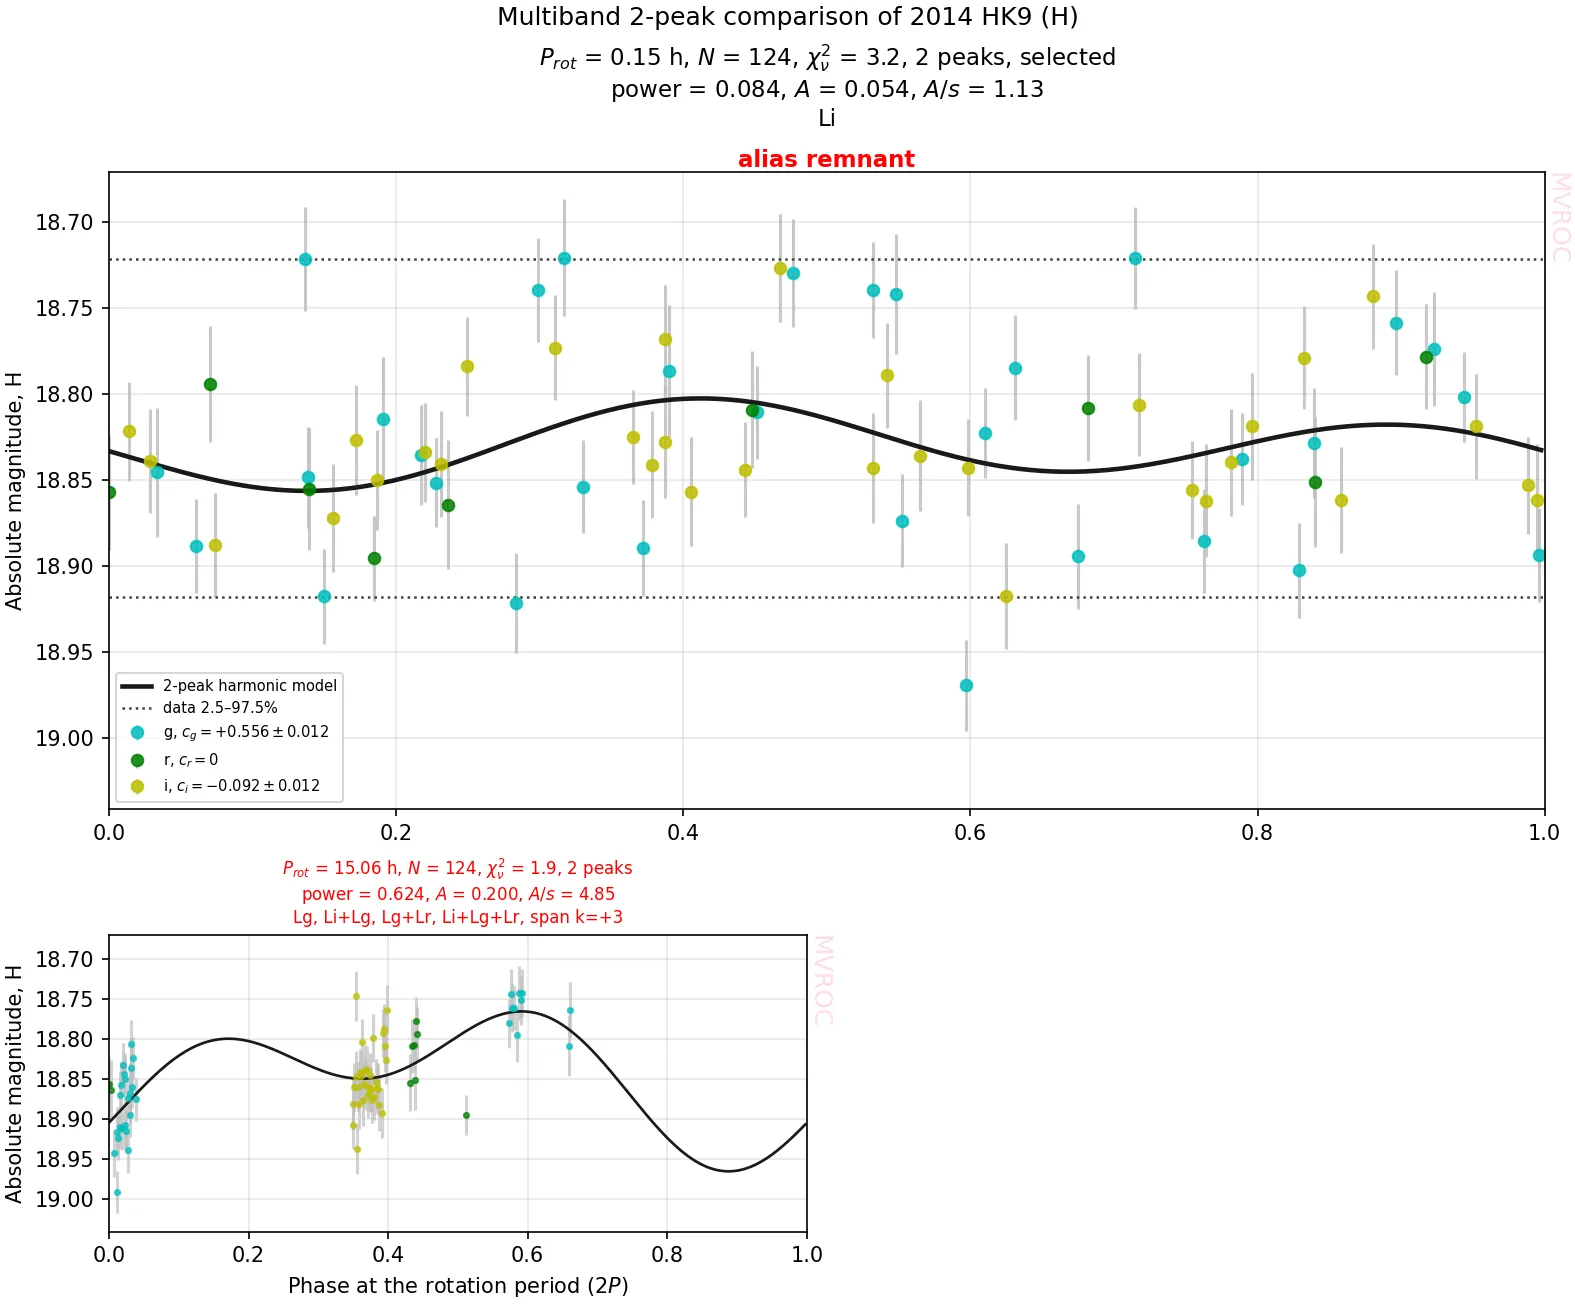 Multiband 2-peak comparison of 2014 HK9 (H)
P_rot = 0.15 h, N = 124, χ²_ν = 3.2, 2 peaks, selected
power = 0.084, A = 0.054, A/s = 1.13
Li
alias remnant
MVROC
Absolute magnitude, H
18.70
18.75
18.80
18.85
18.90
18.95
19.00
2-peak harmonic model
data 2.5–97.5%
g, c_g = +0.556 ± 0.012
r, c_r = 0
i, c_i = −0.092 ± 0.012
0.0 0.2 0.4 0.6 0.8 1.0
P_rot = 15.06 h, N = 124, χ²_ν = 1.9, 2 peaks
power = 0.624, A = 0.200, A/s = 4.85
Lg, Li+Lg, Lg+Lr, Li+Lg+Lr, span k=+3
MVROC
Absolute magnitude, H
18.70
18.75
18.80
18.85
18.90
18.95
19.00
0.0 0.2 0.4 0.6 0.8 1.0
Phase at the rotation period (2P)